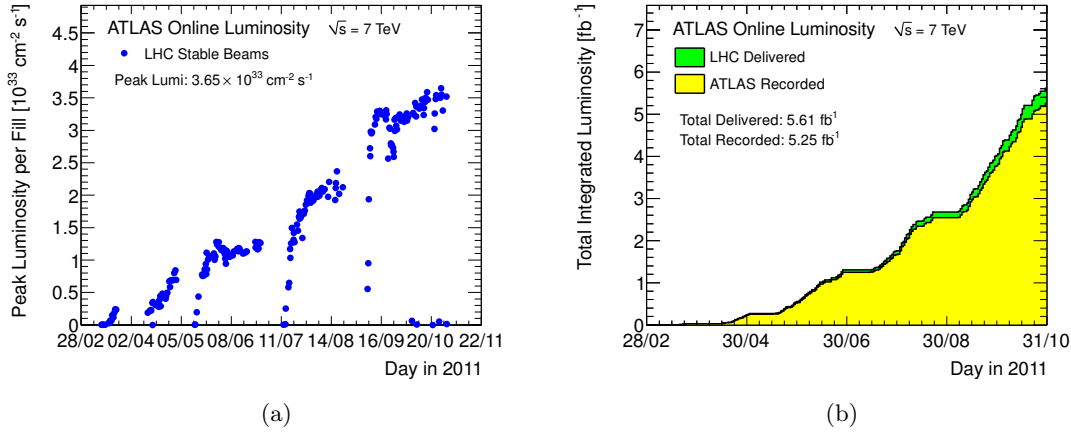 Peak Luminosity per Fill [10³³ cm⁻² s⁻¹]
ATLAS Online Luminosity √s = 7 TeV
LHC Stable Beams
Peak Lumi: 3.65 × 10³³ cm⁻² s⁻¹
4.5
4
3.5
3
2.5
2
1.5
1
0.5
0
28/02 02/04 05/05 08/06 11/07 14/08 16/09 20/10 22/11
Day in 2011
(a)
Total Integrated Luminosity [fb⁻¹]
ATLAS Online Luminosity √s = 7 TeV
LHC Delivered
ATLAS Recorded
Total Delivered: 5.61 fb¹
Total Recorded: 5.25 fb¹
7
6
5
4
3
2
1
0
28/02 30/04 30/06 30/08 31/10
Day in 2011
(b)